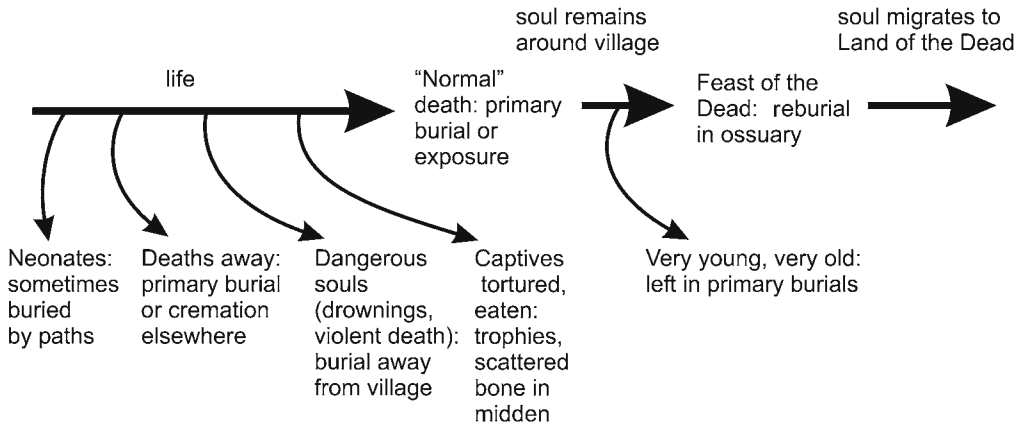 soul remains
around village
soul migrates to
Land of the Dead
life
“Normal”
death: primary
burial or
exposure
Feast of the
Dead: reburial
in ossuary
Neonates:
sometimes
buried
by paths
Deaths away:
primary burial
or cremation
elsewhere
Dangerous
souls
(drownings,
violent death):
burial away
from village
Captives
tortured,
eaten:
trophies,
scattered
bone in
midden
Very young, very old:
left in primary burials